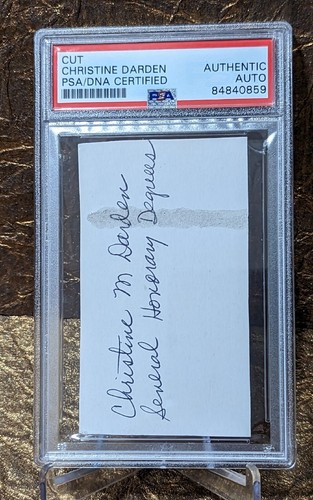 CUT
CHRISTINE DARDEN
PSA/DNA CERTIFIED
AUTHENTIC
AUTO
84840859
PSA
Christine M Darden
Several Honorary Degrees